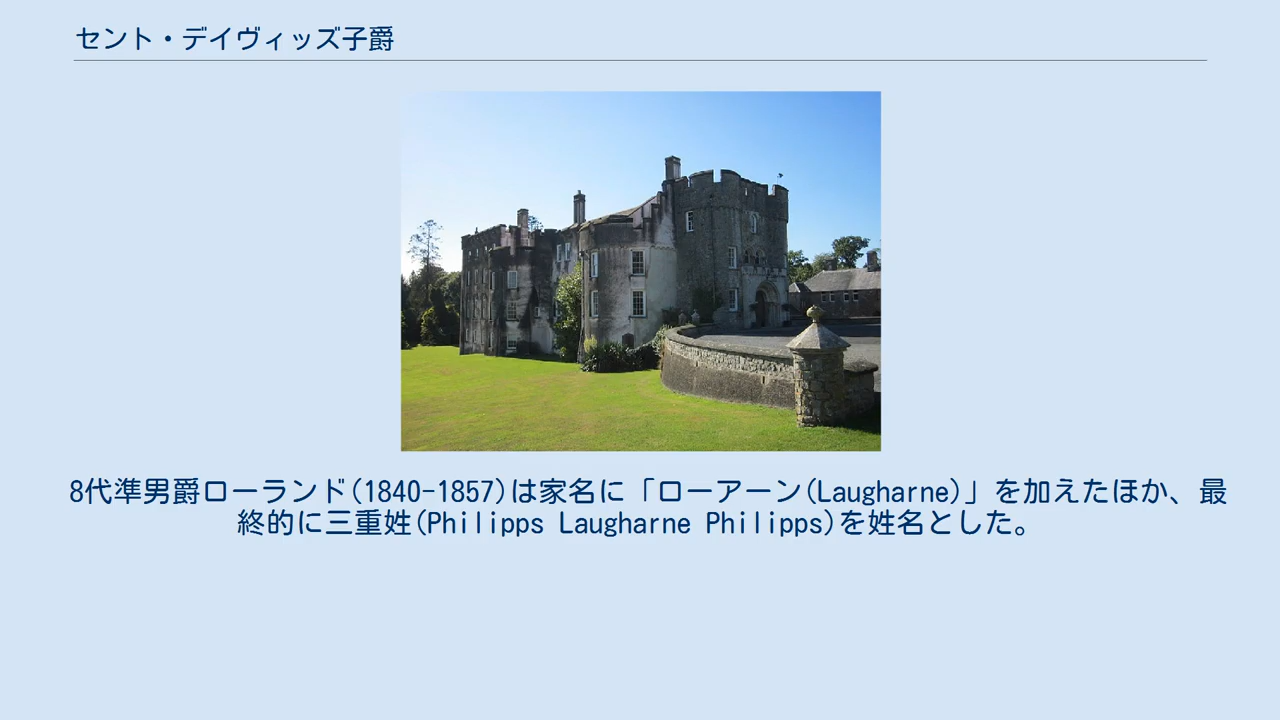 セント・デイヴィッズ子爵
8代準男爵ローランド(1840-1857)は家名に「ローアーン(Laugharne)」を加えたほか、最
終的に三重姓(Philipps Laugharne Philipps)を姓名とした。